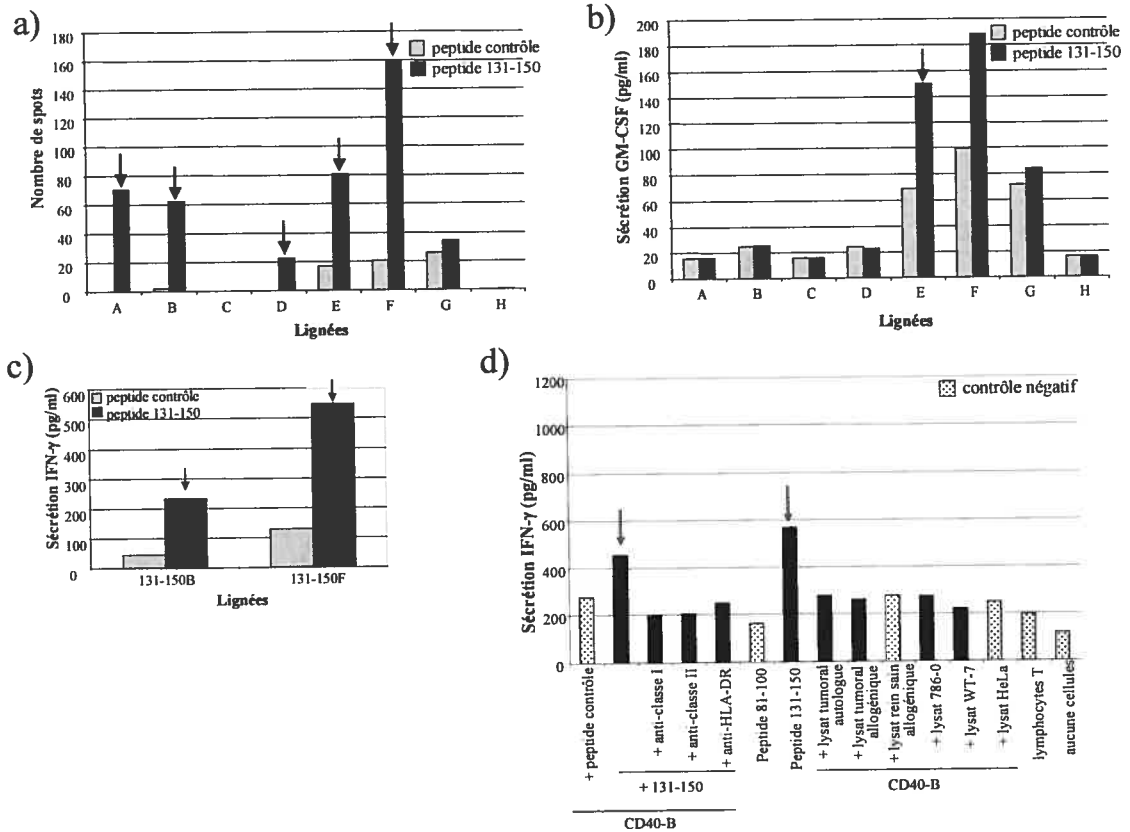 a)
180
160
140
120
100
80
60
40
20
0
Nombre de spots
peptide contrôle
peptide 131-150
A B C D E F G H
Lignées
b)
200
180
160
140
120
100
80
60
40
20
0
Sécrétion GM-CSF (pg/ml)
peptide contrôle
peptide 131-150
A B C D E F G H
Lignées
c)
600
500
400
300
200
100
0
Sécrétion IFN-γ (pg/ml)
peptide contrôle
peptide 131-150
131-150B 131-150F
Lignées
d)
1200
1000
800
600
400
200
0
Sécrétion IFN-γ (pg/ml)
contrôle négatif
+ peptide contrôle
+ anti-classe I
+ anti-classe II
+ anti-HLA-DR
Peptide 81-100
Peptide 131-150
+ lysat tumoral
autologue
+ lysat tumoral
allogénique
+ lysat rein sain
allogénique
+ lysat 786-0
+ lysat WT-7
+ lysat HeLa
lymphocytes T
aucune cellules
+ 131-150
CD40-B
CD40-B